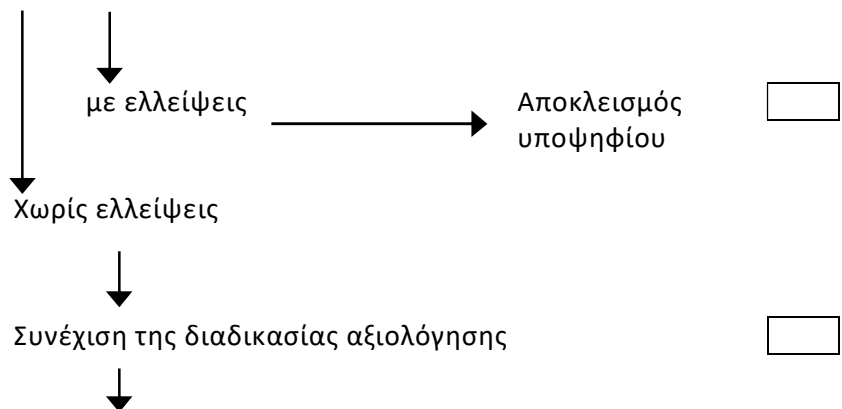 με ελλείψεις
Αποκλεισμός
υποψηφίου
Χωρίς ελλείψεις
Συνέχιση της διαδικασίας αξιολόγησης